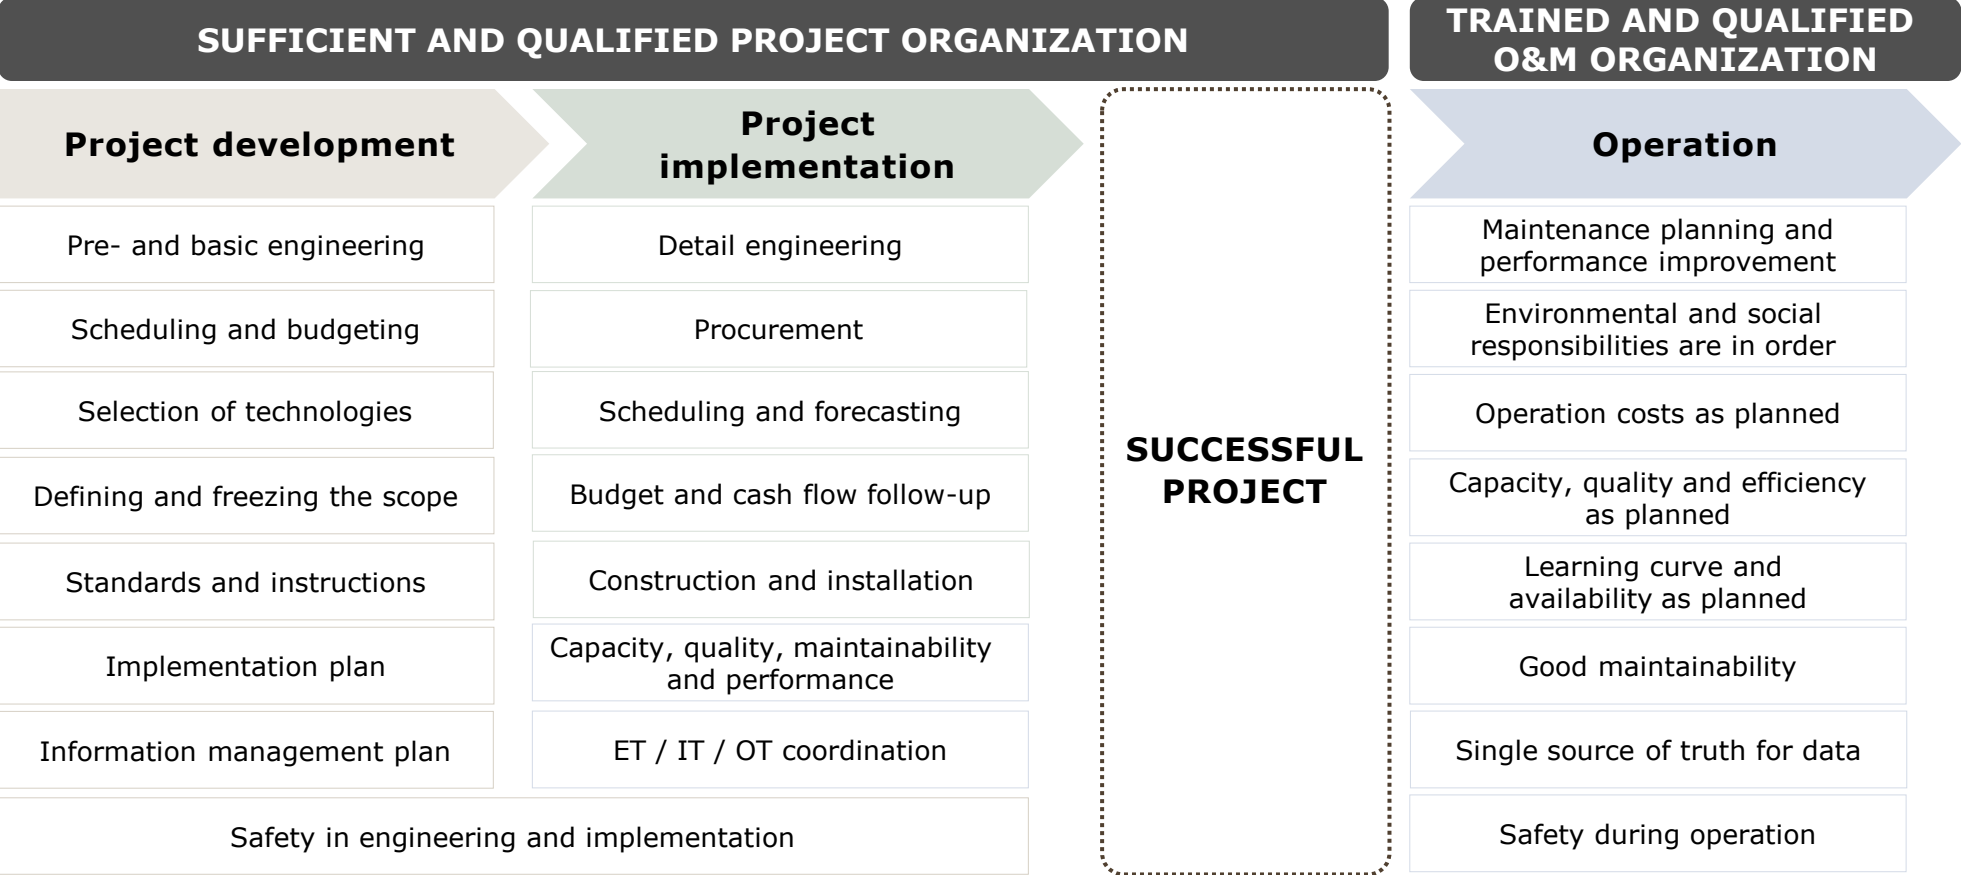 SUFFICIENT AND QUALIFIED PROJECT ORGANIZATION
TRAINED AND QUALIFIED
O&M ORGANIZATION
Project development
Pre- and basic engineering
Scheduling and budgeting
Selection of technologies
Defining and freezing the scope
Standards and instructions
Implementation plan
Information management plan
Project
implementation
Detail engineering
Procurement
Scheduling and forecasting
Budget and cash flow follow-up
Construction and installation
Capacity, quality, maintainability
and performance
ET / IT / OT coordination
Safety in engineering and implementation
SUCCESSFUL
PROJECT
Operation
Maintenance planning and
performance improvement
Environmental and social
responsibilities are in order
Operation costs as planned
Capacity, quality and efficiency
as planned
Learning curve and
availability as planned
Good maintainability
Single source of truth for data
Safety during operation